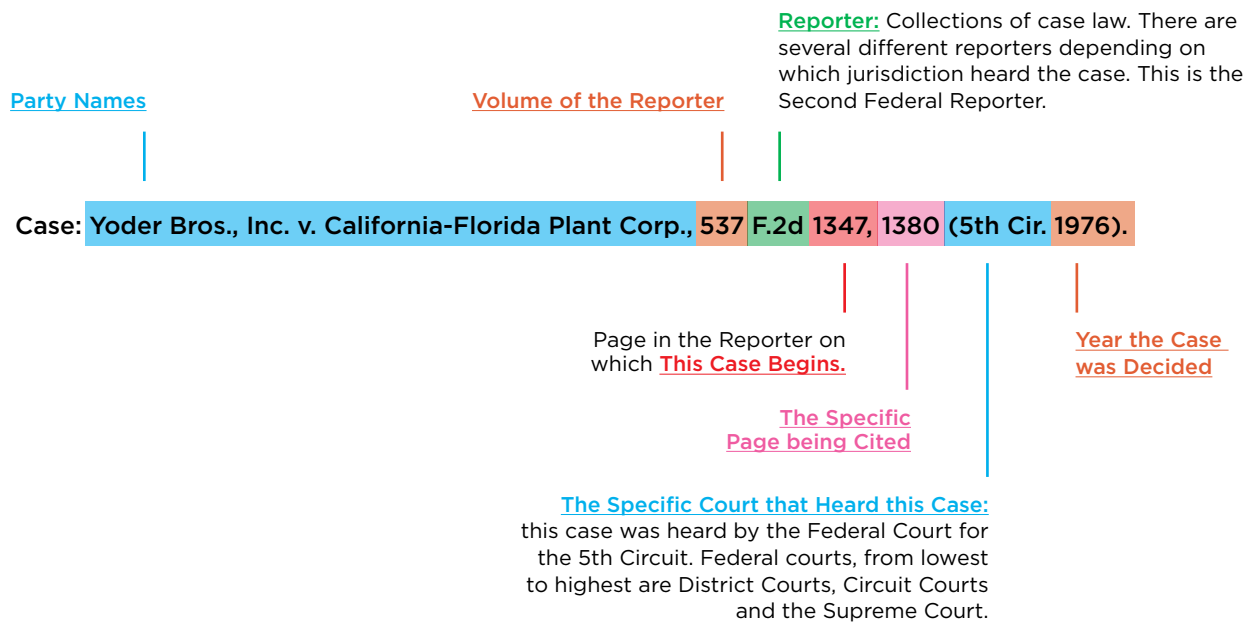 Reporter: Collections of case law. There are
several different reporters depending on
which jurisdiction heard the case. This is the
Second Federal Reporter.
Party Names
Volume of the Reporter
Case: Yoder Bros., Inc. v. California-Florida Plant Corp., 537 F.2d 1347, 1380 (5th Cir. 1976).
Page in the Reporter on
which This Case Begins.
Year the Case
was Decided
The Specific
Page being Cited
The Specific Court that Heard this Case:
this case was heard by the Federal Court for
the 5th Circuit. Federal courts, from lowest
to highest are District Courts, Circuit Courts
and the Supreme Court.